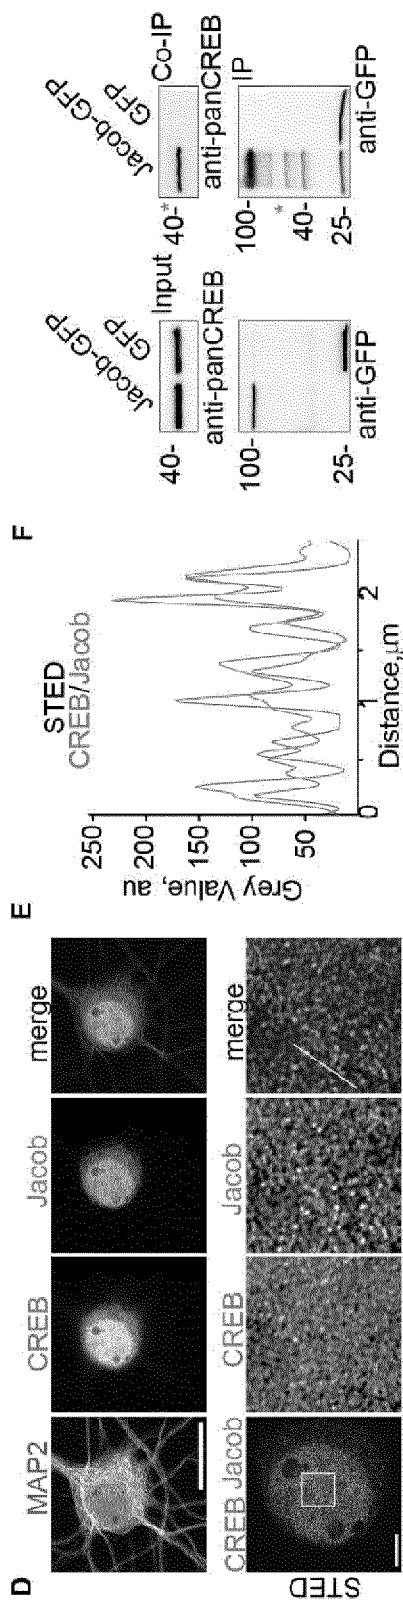 D
MAP2 CREB Jacob merge
CREB Jacob CREB Jacob merge
STED
E
STED
CREB/Jacob
Grey Value, au
250
200
150
100
50
0 1 2
Distance,μm
F
Jacob-GFP
GFP
Input
40-
anti-panCREB
100-
25-
anti-GFP
Jacob-GFP
GFP
Co-IP
40-*
anti-panCREB
IP
100-
*
40-
25-
anti-GFP